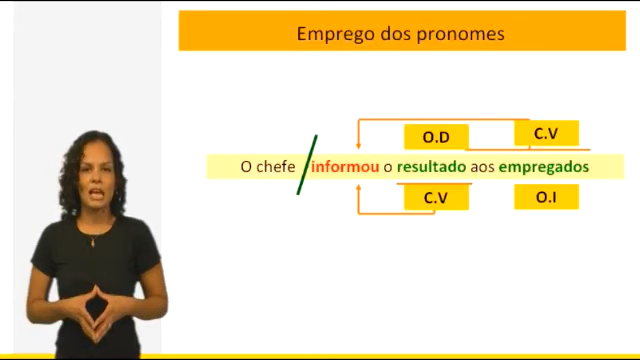 Emprego dos pronomes
O.D
C.V
O chefe informou o resultado aos empregados
C.V
O.I